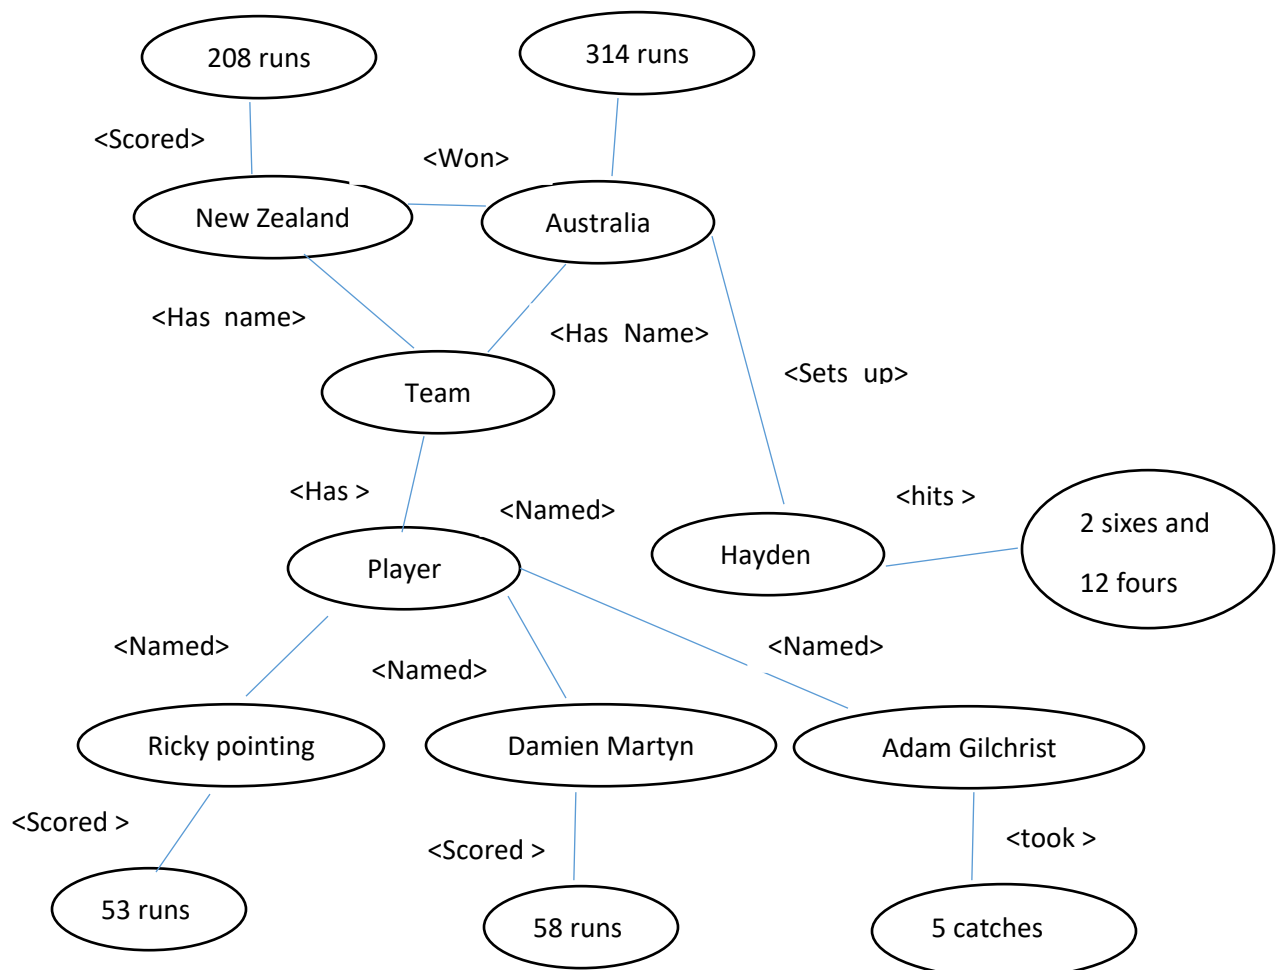 208 runs
314 runs
<Scored>
<Won>
New Zealand
Australia
<Has name>
<Has Name>
<Sets up>
Team
<Has >
<Named>
<hits >
2 sixes and
12 fours
Hayden
Player
<Named>
<Named>
<Named>
Ricky pointing
Damien Martyn
Adam Gilchrist
<Scored >
<Scored >
<took >
53 runs
58 runs
5 catches